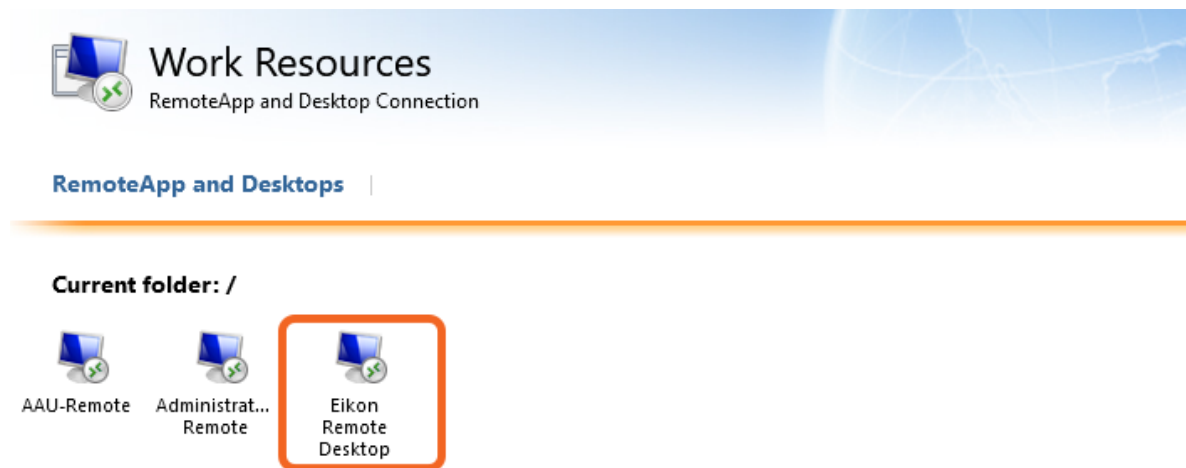 Work Resources
RemoteApp and Desktop Connection
RemoteApp and Desktops
Current folder: /
AAU-Remote
Administrat...
Remote
Eikon
Remote
Desktop